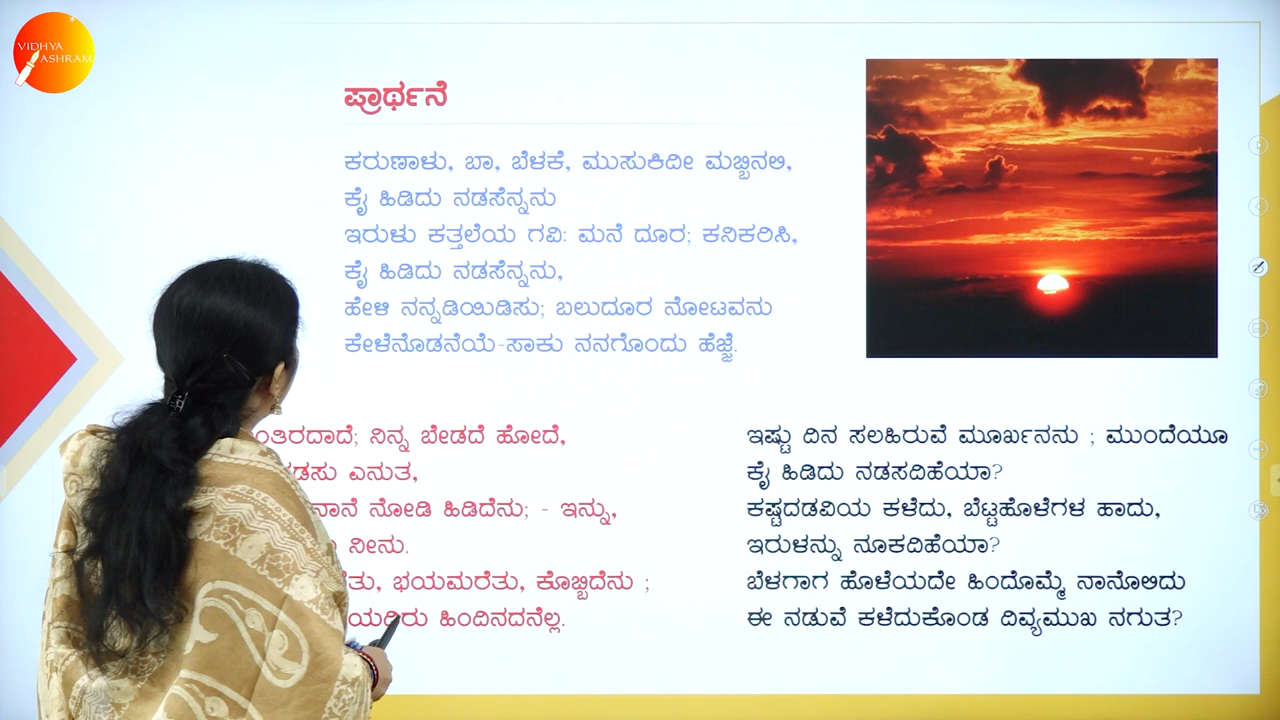 VIDHYA
ASHRAM
ಪ್ರಾರ್ಥನೆ
ಕರುಣಾಳು, ಬಾ, ಬೆಳಕೆ, ಮುಸುಕಿದೀ ಮಬ್ಬಿನಲಿ,
ಕೈ ಹಿಡಿದು ನಡಸೆನ್ನನು
ಇರುಳು ಕತ್ತಲೆಯ ಗವಿ: ಮನೆ ದೂರ; ಕನಿಕರಿಸಿ,
ಕೈ ಹಿಡಿದು ನಡಸೆನ್ನನು,
ಹೇಳಿ ನನ್ನಡಿಯಿಡಿಸು; ಬಲುದೂರ ನೋಟವನು
ಕೇಳೆನೊಡನೆಯೆ-ಸಾಕು ನನಗೊಂದು ಹೆಜ್ಜೆ.
ನಿನ್ನ ಬೇಡದೆ ಹೋದೆ,
ಎನುತ,
ನಾನೆ ನೋಡಿ ಹಿಡಿದೆನು; - ಇನ್ನು,
ನೀನು.
ಭಯಮರೆತು, ಕೊಬ್ಬಿದೆನು ;
ಹಿಂದಿನದನೆಲ್ಲ.
ಇಷ್ಟು ದಿನ ಸಲಹಿರುವೆ ಮೂರ್ಖನನು ; ಮುಂದೆಯೂ
ಕೈ ಹಿಡಿದು ನಡಸದಿಹೆಯಾ?
ಕಷ್ಟದಡವಿಯ ಕಳೆದು, ಬೆಟ್ಟಹೊಳೆಗಳ ಹಾದು,
ಇರುಳನ್ನು ನೂಕದಿಹೆಯಾ?
ಬೆಳಗಾಗ ಹೊಳೆಯದೇ ಹಿಂದೊಮ್ಮೆ ನಾನೊಲಿದು
ಈ ನಡುವೆ ಕಳೆದುಕೊಂಡ ದಿವ್ಯಮುಖ ನಗುತ?